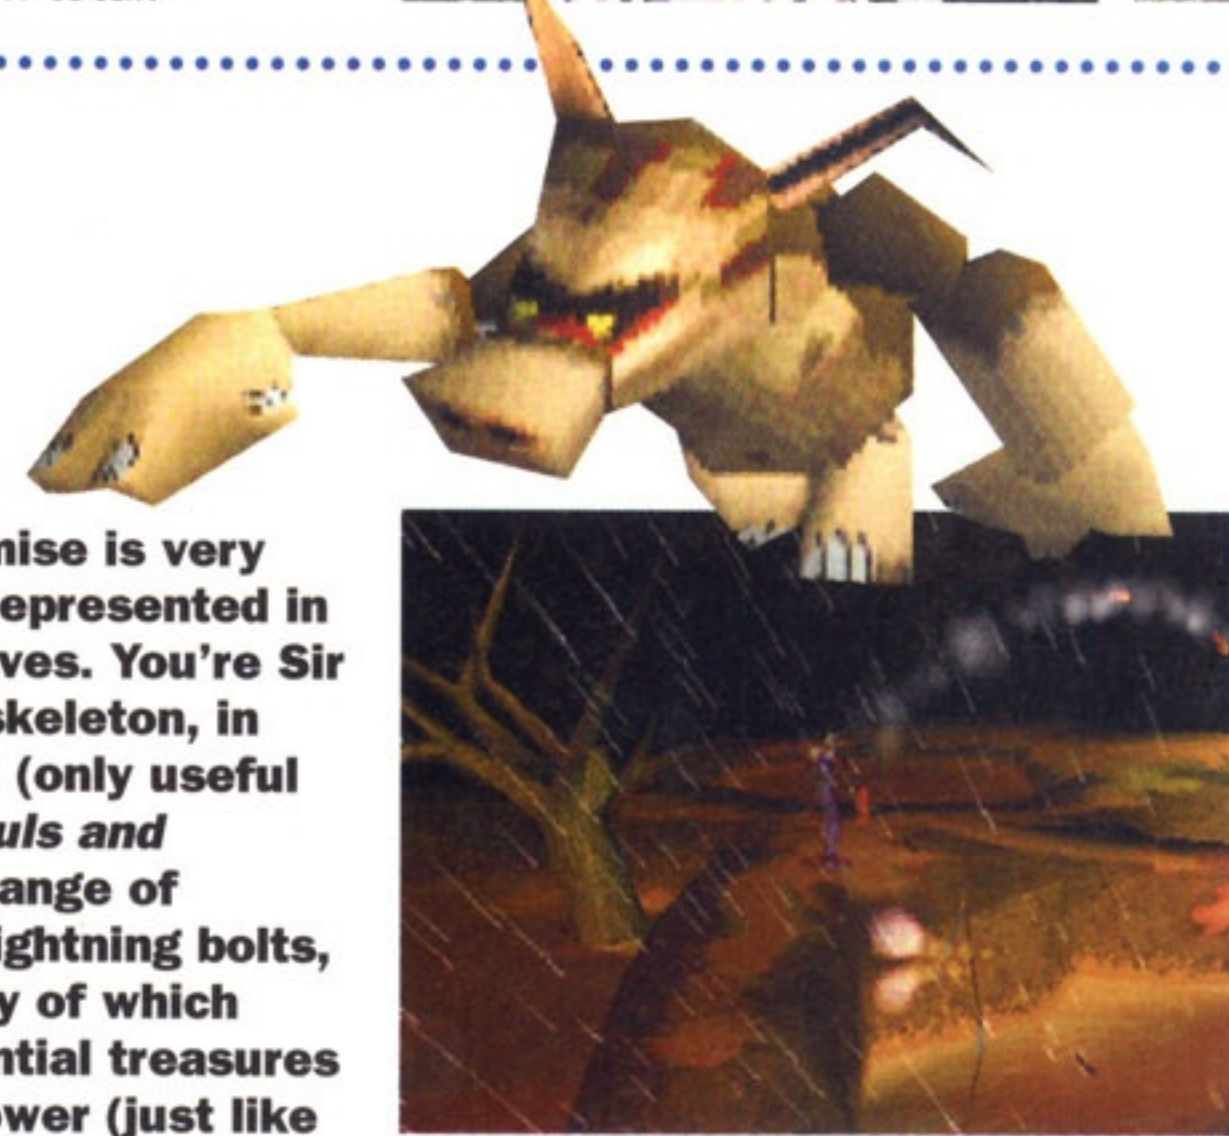 mise is very
epresented in
ves. You're Sir
skeleton, in
(only useful
uls and
ange of
ightning bolts,
y of which
ntial treasures
ower (just like